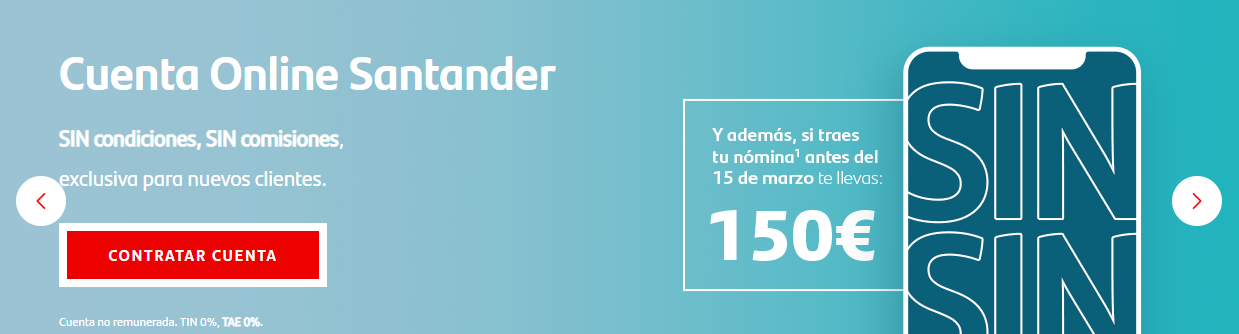 Cuenta Online Santander
SIN condiciones, SIN comisiones,
exclusiva para nuevos clientes.
CONTRATAR CUENTA
Cuenta no remunerada. TIN 0%, TAE 0%.
Y además, si traes
tu nómina¹ antes del
15 de marzo te llevas:
150€
SIN
SIN